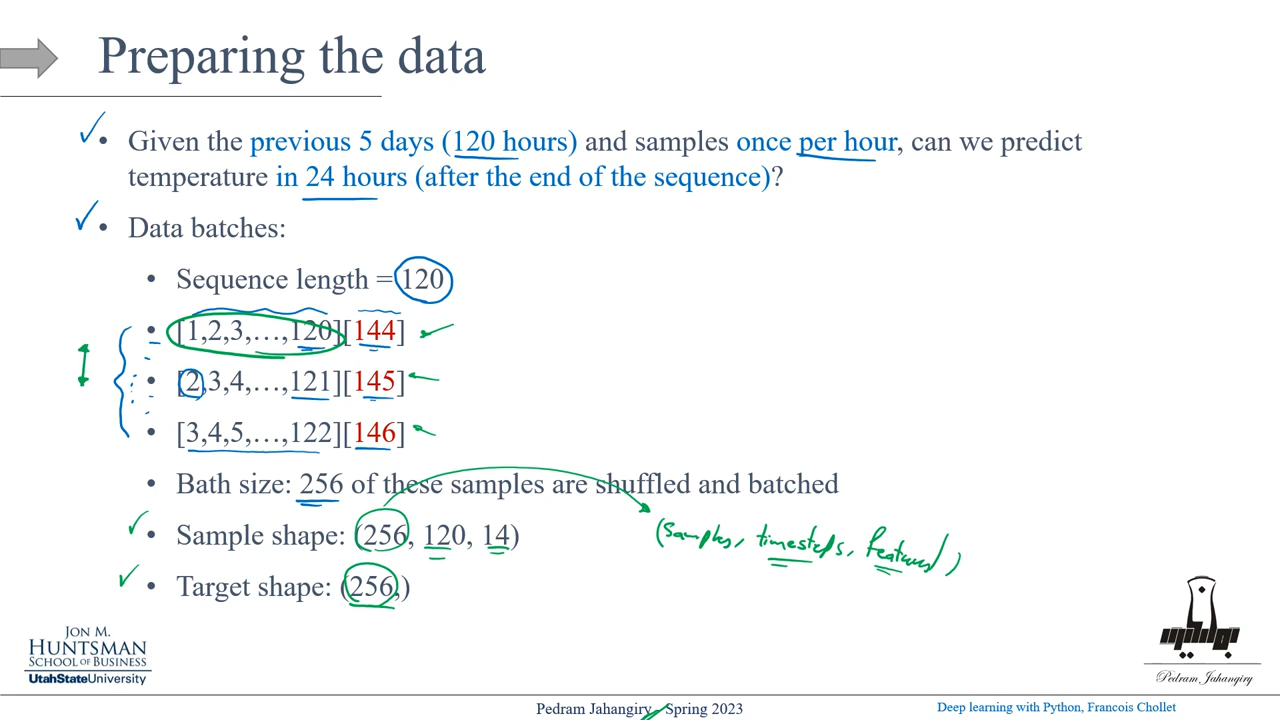 Preparing the data
• Given the previous 5 days (120 hours) and samples once per hour, can we predict
temperature in 24 hours (after the end of the sequence)?
• Data batches:
• Sequence length = 120
• [1,2,3,…,120][144]
• [2,3,4,…,121][145]
• [3,4,5,…,122][146]
• Bath size: 256 of these samples are shuffled and batched
• Sample shape: (256, 120, 14)
(Samples, timesteps, features)
• Target shape: (256,)
JON M.
HUNTSMAN
SCHOOL OF BUSINESS
UtahStateUniversity
Pedram Jahangiry
Pedram Jahangiry - Spring 2023
Deep learning with Python, Francois Chollet